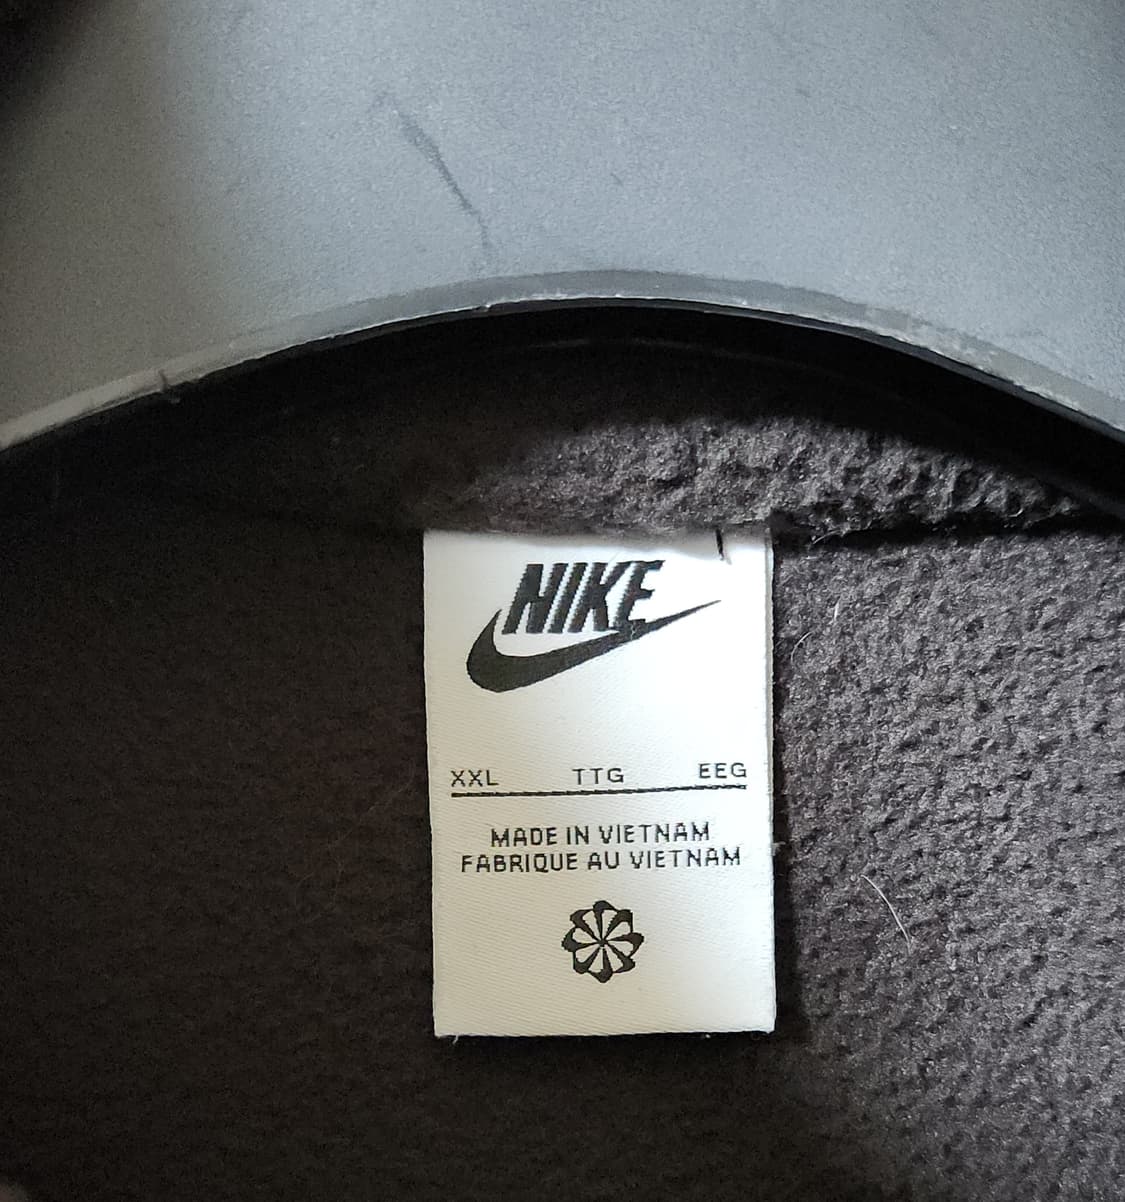 NIKE
XXL TTG EEG
MADE IN VIETNAM
FABRIQUE AU VIETNAM